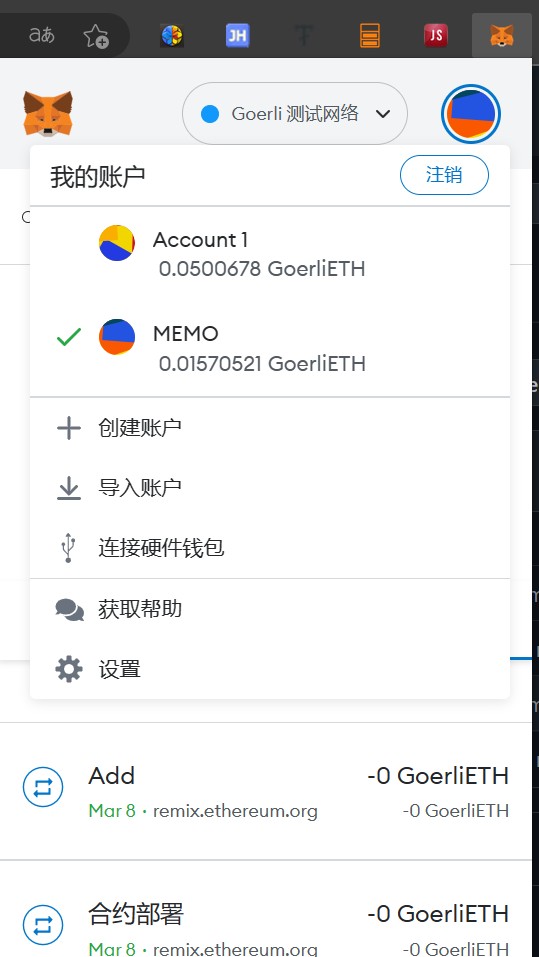 aあ
JH
JS
Goerli 测试网络
我的账户
注销
Account 1
0.0500678 GoerliETH
MEMO
0.01570521 GoerliETH
创建账户
导入账户
连接硬件钱包
获取帮助
设置
Add
-0 GoerliETH
Mar 8 · remix.ethereum.org
-0 GoerliETH
合约部署
-0 GoerliETH
Mar 8 · remix.ethereum.org
-0 GoerliETH